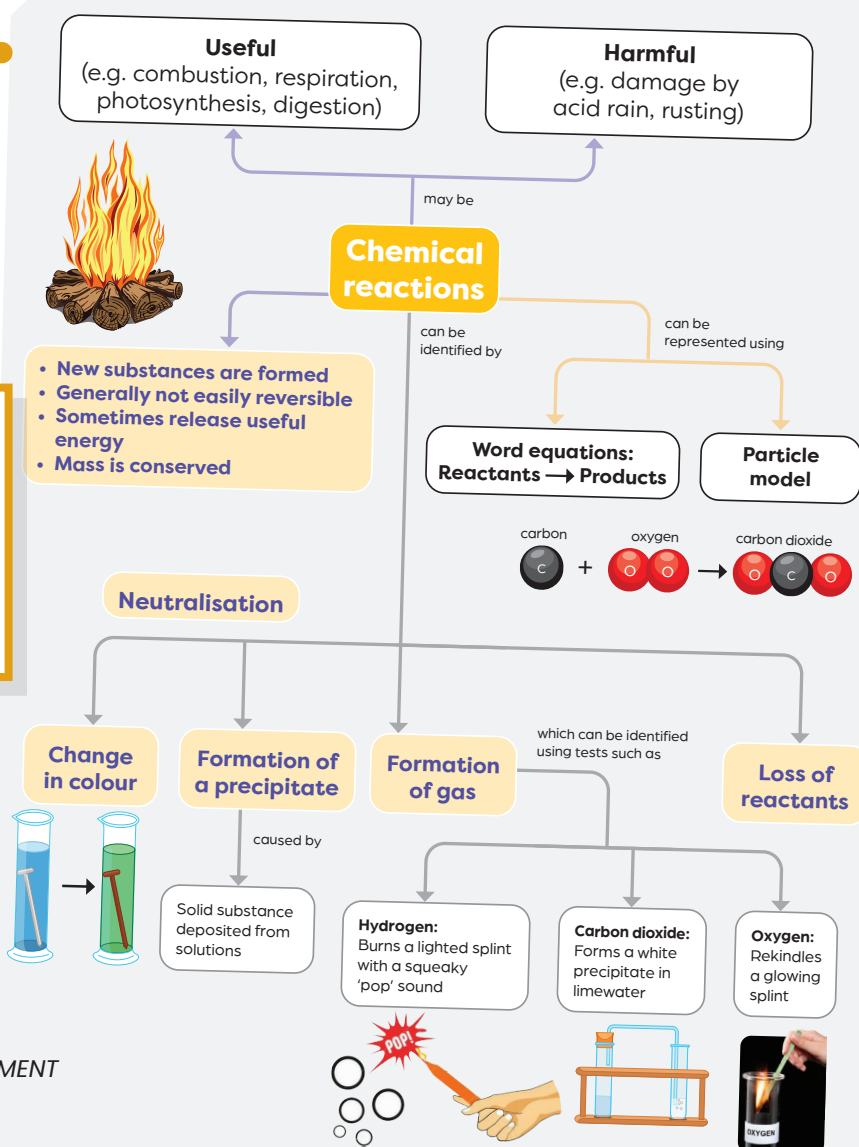 Useful
(e.g. combustion, respiration,
photosynthesis, digestion)
Harmful
(e.g. damage by
acid rain, rusting)
may be
Chemical
reactions
can be
identified by
can be
represented using
• New substances are formed
• Generally not easily reversible
• Sometimes release useful
energy
• Mass is conserved
Word equations:
Reactants → Products
Particle
model
carbon
oxygen
carbon dioxide
C + O O → O C O
Neutralisation
Change
in colour
Formation of
a precipitate
Formation
of gas
which can be identified
using tests such as
Loss of
reactants
caused by
Solid substance
deposited from
solutions
Hydrogen:
Burns a lighted splint
with a squeaky
'pop' sound
Carbon dioxide:
Forms a white
precipitate in
limewater
Oxygen:
Rekindles
a glowing
splint
POP!
OXYGEN